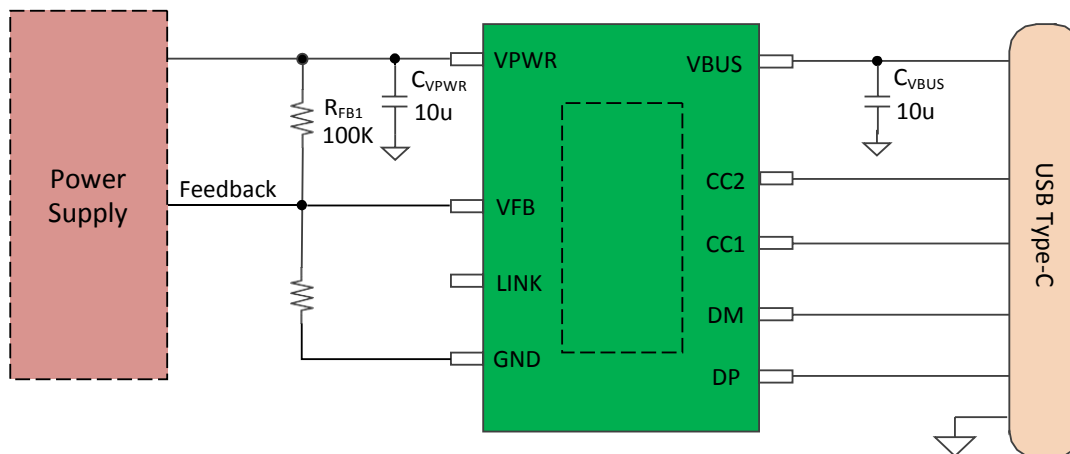 Power
Supply
Feedback
R_FB1
100K
C_VPWR
10u
VPWR
VFB
LINK
GND
VBUS
CC2
CC1
DM
DP
C_VBUS
10u
USB Type-C